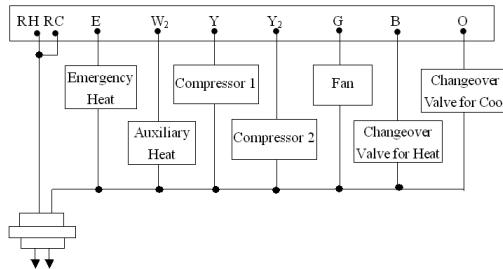 RH RC E W2 Y Y2 G B O
Emergency
Heat
Auxiliary
Heat
Compressor 1
Compressor 2
Fan
Changeover
Valve for Heat
Changeover
Valve for Coo